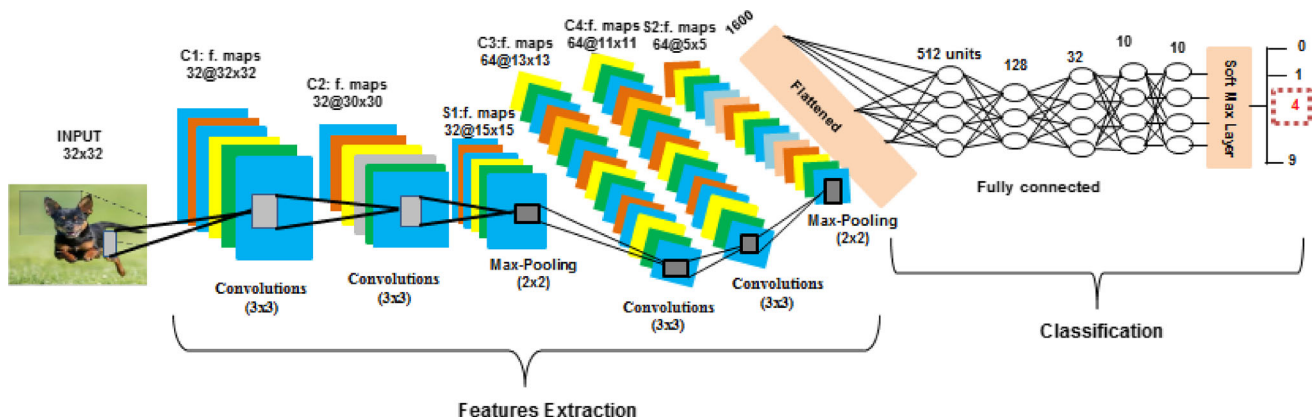 INPUT
32x32
C1: f. maps
32@32x32
C2: f. maps
32@30x30
S1:f. maps
32@15x15
C3:f. maps
64@13x13
C4:f. maps
64@11x11
S2:f. maps
64@5x5
1600
Flattened
512 units
128
32
10
10
Soft Max Layer
0
1
4
9
Convolutions
(3x3)
Convolutions
(3x3)
Max-Pooling
(2x2)
Convolutions
(3x3)
Convolutions
(3x3)
Max-Pooling
(2x2)
Fully connected
Features Extraction
Classification